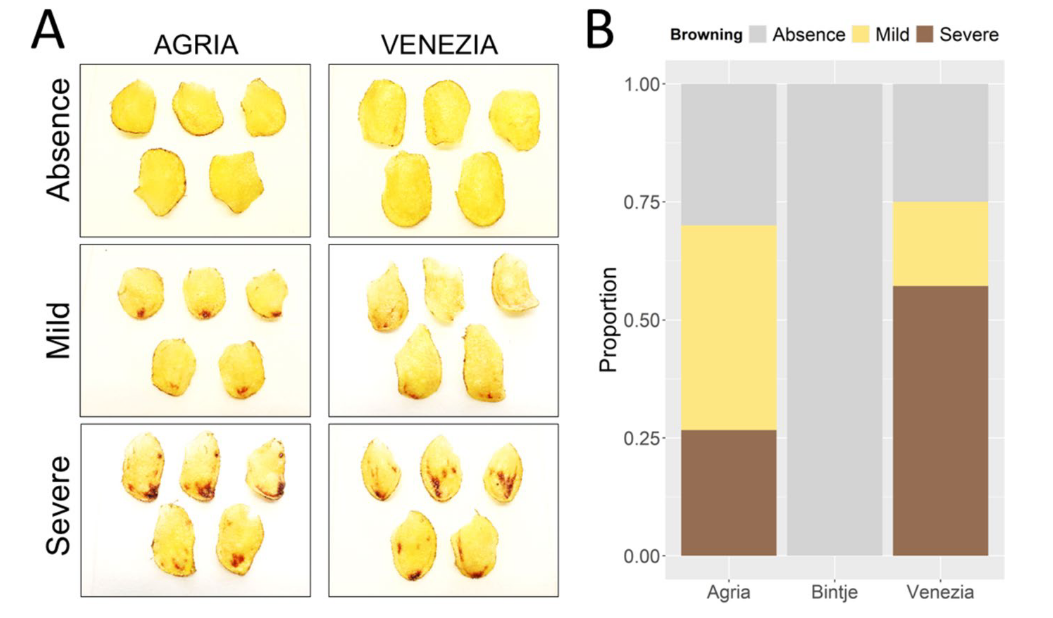 A
AGRIA
VENEZIA
Absence
Mild
Severe
B
Browning Absence Mild Severe
Proportion
1.00
0.75
0.50
0.25
0.00
Agria Bintje Venezia